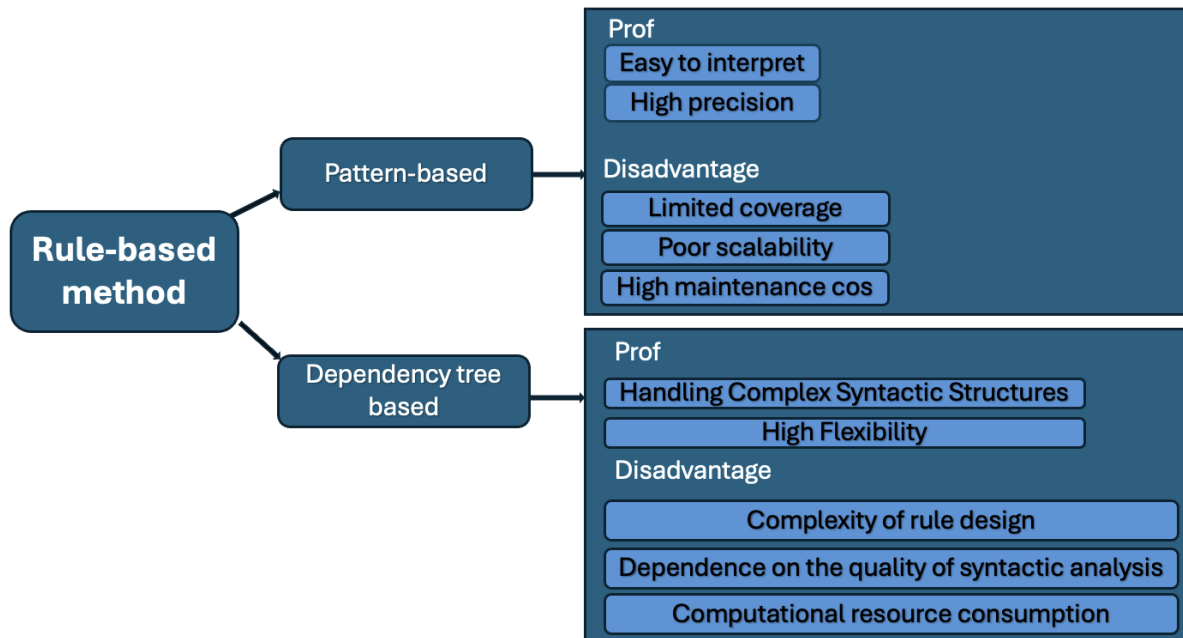 Rule-based
method
Pattern-based
Prof
Easy to interpret
High precision
Disadvantage
Limited coverage
Poor scalability
High maintenance cos
Dependency tree
based
Prof
Handling Complex Syntactic Structures
High Flexibility
Disadvantage
Complexity of rule design
Dependence on the quality of syntactic analysis
Computational resource consumption